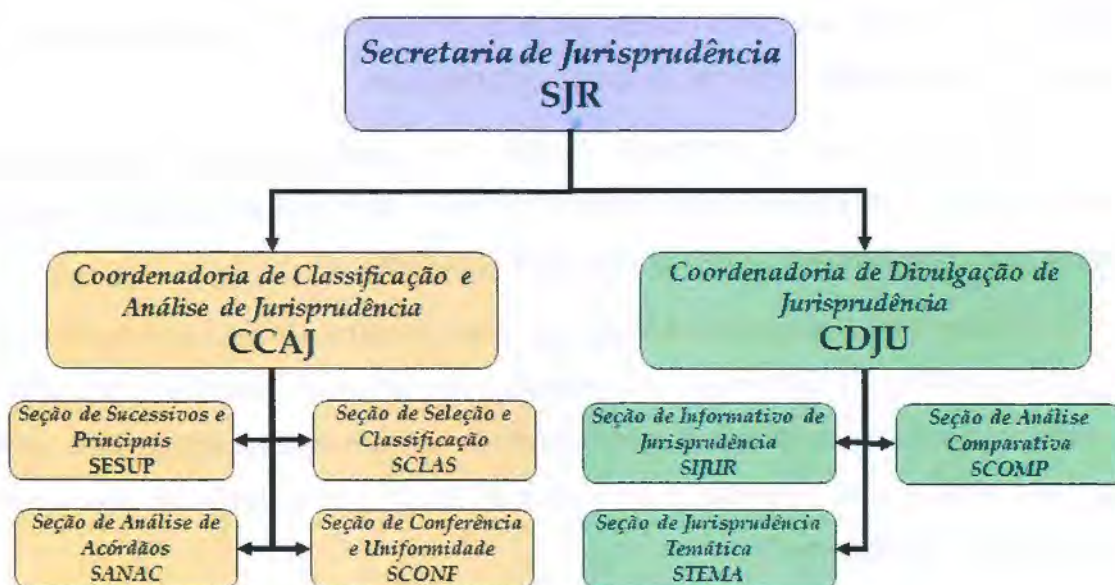 Secretaria de Jurisprudência
SJR
Coordenadoria de Classificação e
Análise de Jurisprudência
CCAJ
Coordenadoria de Divulgação de
Jurisprudência
CDJU
Seção de Sucessivos e
Principais
SESUP
Seção de Seleção e
Classificação
SCLAS
Seção de Informativo de
Jurisprudência
SIJUR
Seção de Análise
Comparativa
SCOMP
Seção de Análise de
Acórdãos
SANAC
Seção de Conferência
e Uniformidade
SCONF
Seção de Jurisprudência
Temática
STEMA